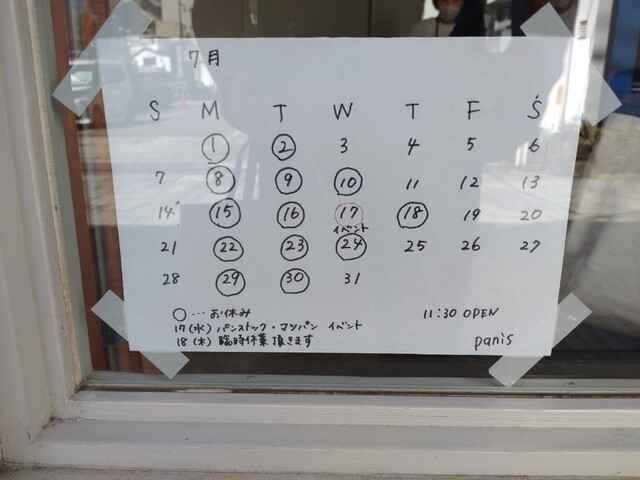 7月
S M T W T F S
1 2 3 4 5 6
7 8 9 10 11 12 13
14 15 16 17 18 19 20
イベント
21 22 23 24 25 26 27
28 29 30 31
○…お休み
11:30 OPEN
17(水) パンストック・マツパン イベント
18(木) 臨時休業頂きます
panis